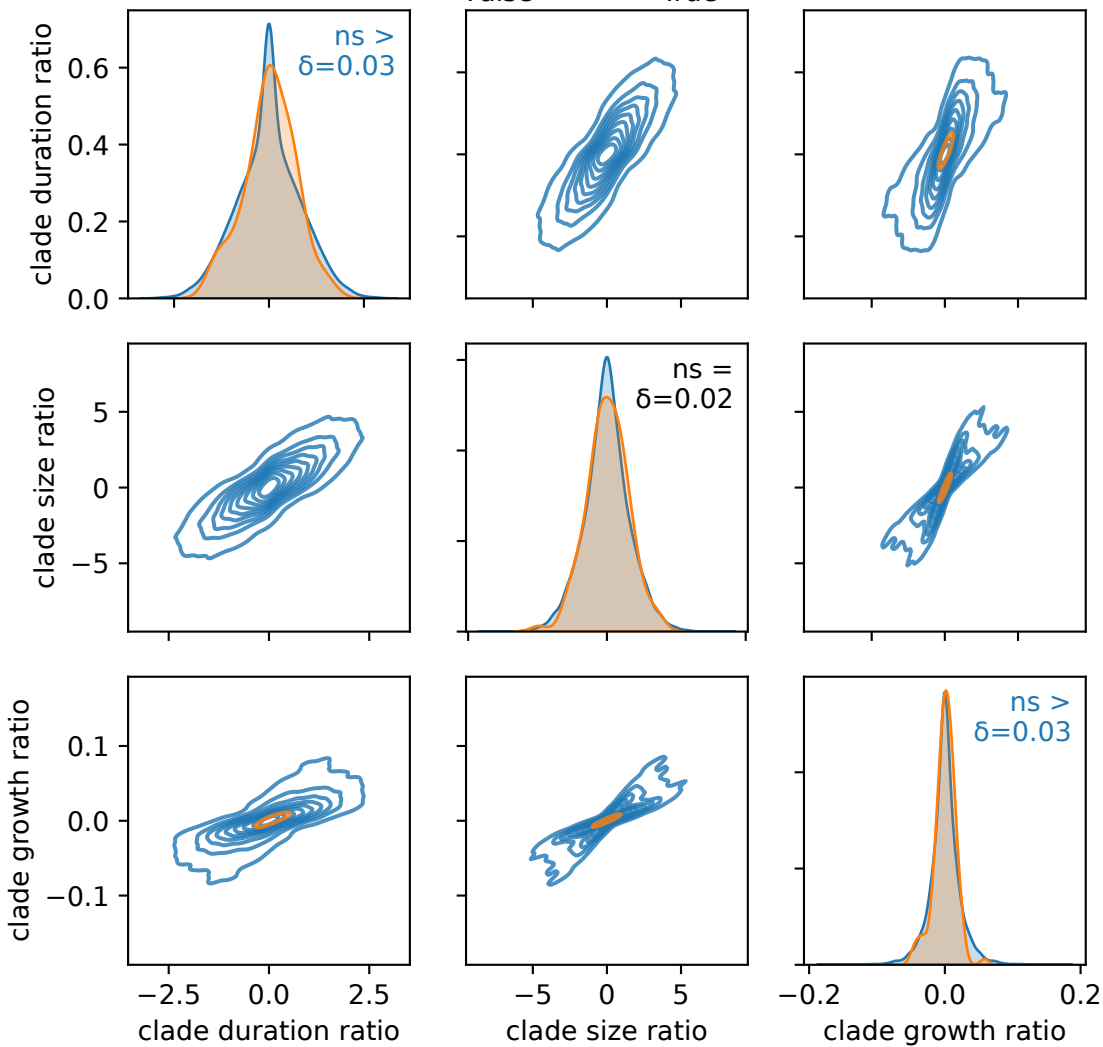 clade duration ratio
0.6
0.4
0.2
0.0
ns >
δ=0.03
clade size ratio
5
0
−5
ns =
δ=0.02
−5
0
5
clade growth ratio
0.1
0.0
−0.1
ns >
δ=0.03
−2.5
0.0
2.5
−5
0
5
−0.2
0.0
0.2
clade duration ratio
clade size ratio
clade growth ratio